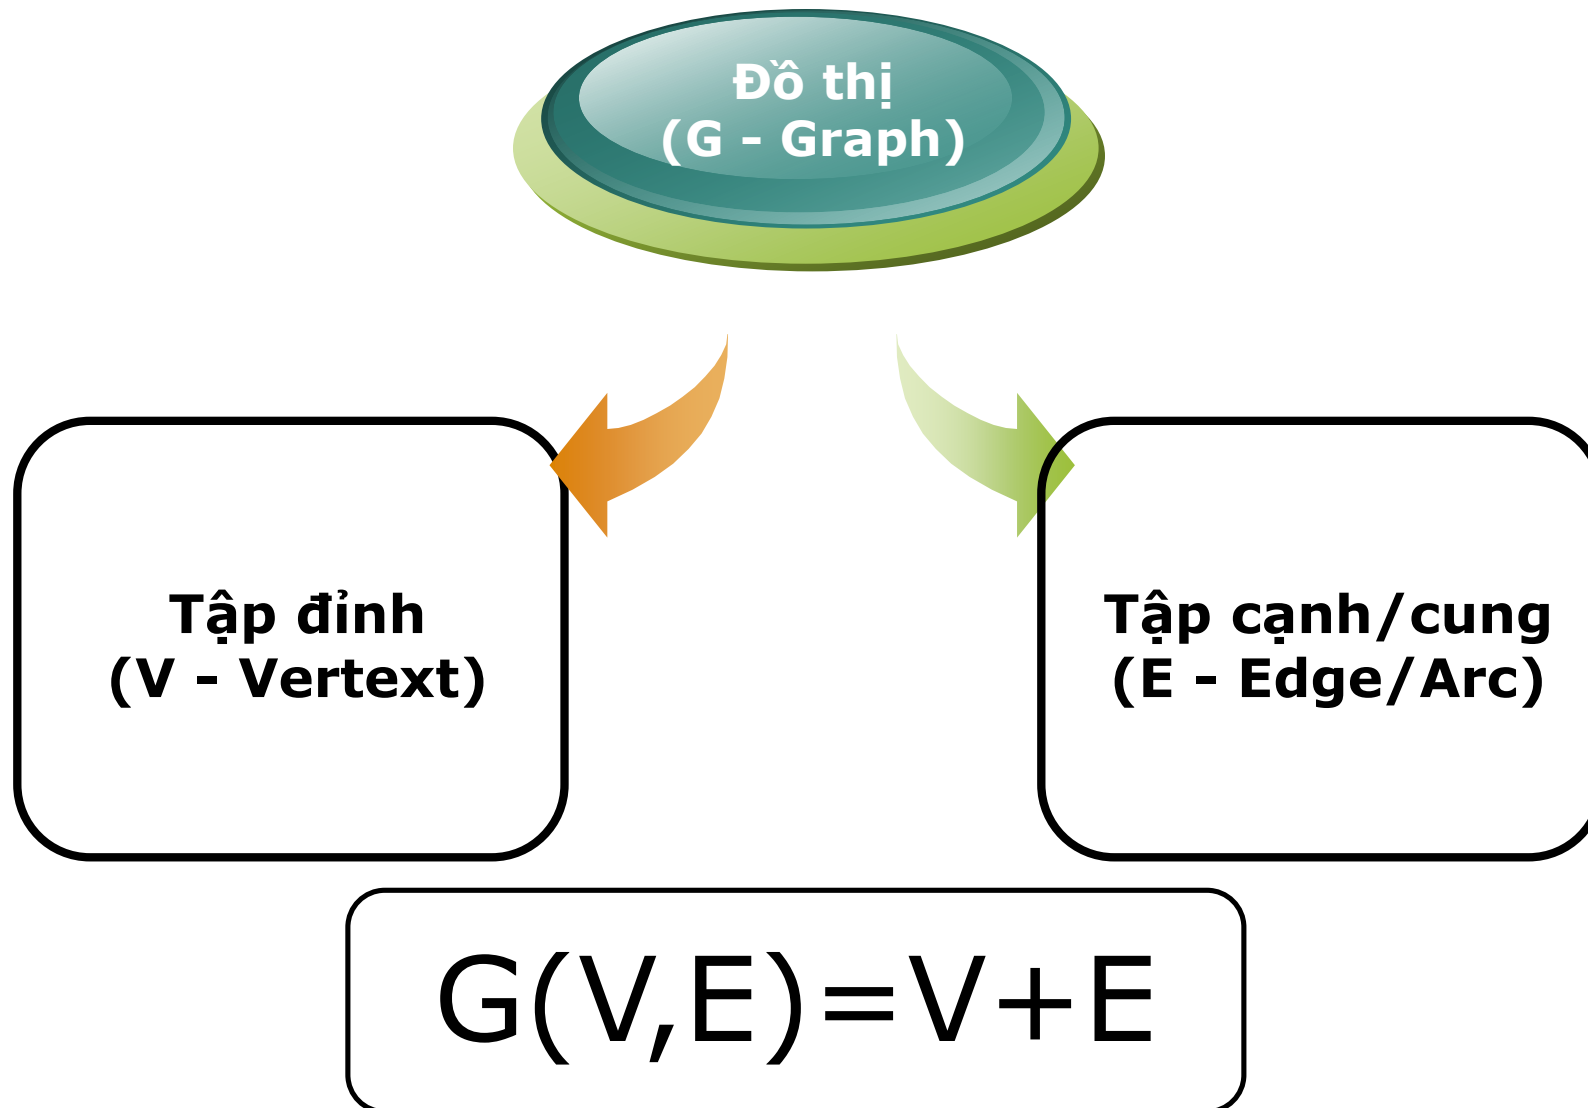 Đồ thị
(G - Graph)
Tập đỉnh
(V - Vertext)
Tập cạnh/cung
(E - Edge/Arc)
G(V,E)=V+E